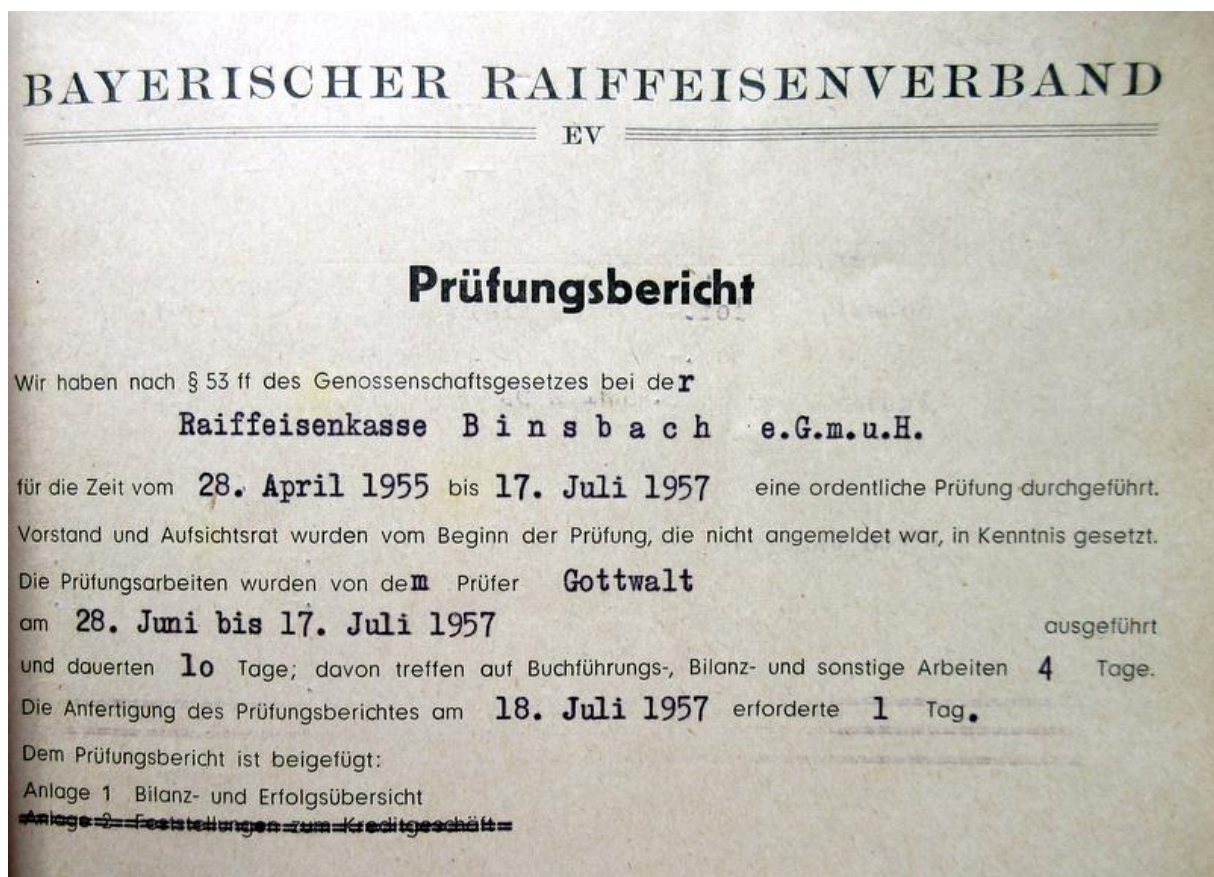 BAYERISCHER RAIFFEISENVERBAND
EV
Prüfungsbericht
Wir haben nach § 53 ff des Genossenschaftsgesetzes bei der
Raiffeisenkasse B i n s b a c h e.G.m.u.H.
für die Zeit vom 28. April 1955 bis 17. Juli 1957 eine ordentliche Prüfung durchgeführt.
Vorstand und Aufsichtsrat wurden vom Beginn der Prüfung, die nicht angemeldet war, in Kenntnis gesetzt.
Die Prüfungsarbeiten wurden von dem Prüfer Gottwalt
am 28. Juni bis 17. Juli 1957 ausgeführt
und dauerten lo Tage; davon treffen auf Buchführungs-, Bilanz- und sonstige Arbeiten 4 Tage.
Die Anfertigung des Prüfungsberichtes am 18. Juli 1957 erforderte 1 Tag.
Dem Prüfungsbericht ist beigefügt:
Anlage 1 Bilanz- und Erfolgsübersicht
Anlage 2 Feststellungen zum Kreditgeschäft